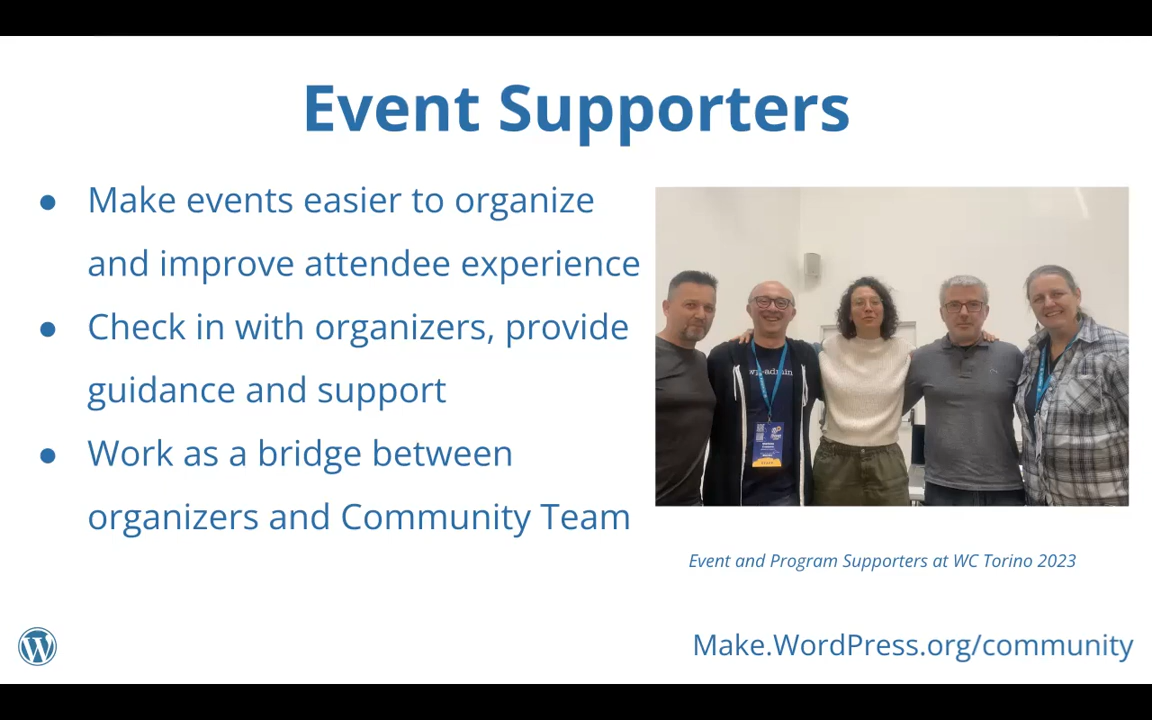 Event Supporters
● Make events easier to organize
and improve attendee experience
● Check in with organizers, provide
guidance and support
● Work as a bridge between
organizers and Community Team
wp-admin
Event and Program Supporters at WC Torino 2023
W
Make.WordPress.org/community